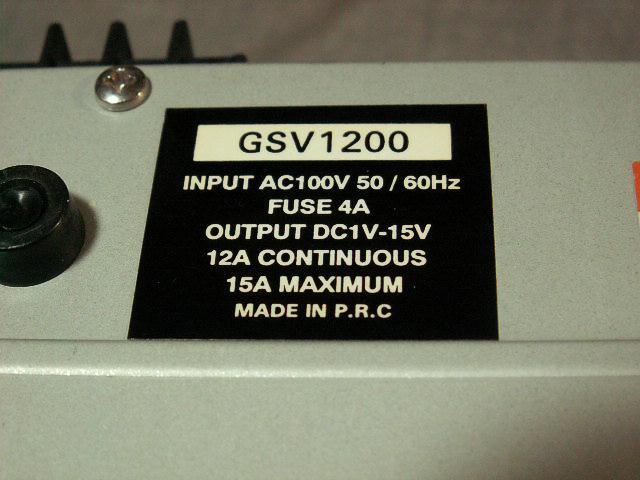 GSV1200
INPUT AC100V 50 / 60Hz
FUSE 4A
OUTPUT DC1V-15V
12A CONTINUOUS
15A MAXIMUM
MADE IN P.R.C